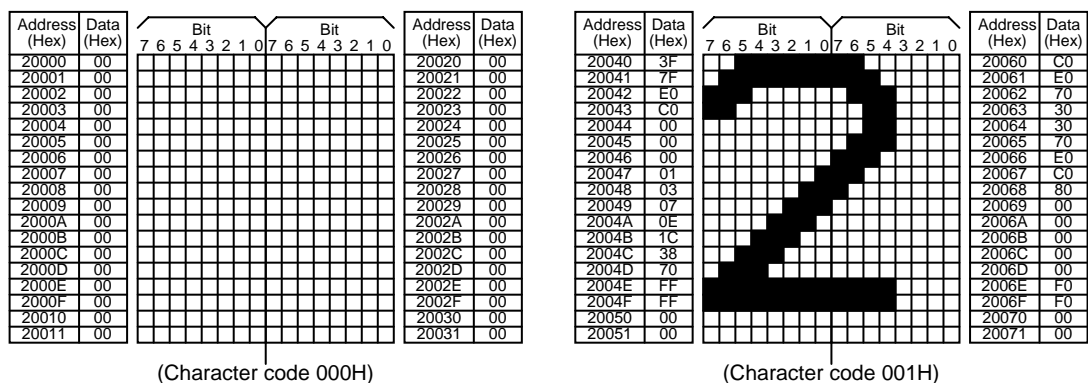 Address Data Bit Bit Address Data Address Data Bit Bit Address Data
(Hex) (Hex) 7 6 5 4 3 2 1 0 7 6 5 4 3 2 1 0 (Hex) (Hex) (Hex) (Hex) 7 6 5 4 3 2 1 0 7 6 5 4 3 2 1 0 (Hex) (Hex)
20000 00 20020 00 20040 3F 20060 C0
20001 00 20021 00 20041 7F 20061 E0
20002 00 20022 00 20042 E0 20062 70
20003 00 20023 00 20043 C0 20063 30
20004 00 20024 00 20044 00 20064 30
20005 00 20025 00 20045 00 20065 70
20006 00 20026 00 20046 00 20066 E0
20007 00 20027 00 20047 01 20067 C0
20008 00 20028 00 20048 03 20068 80
20009 00 20029 00 20049 07 20069 00
2000A 00 2002A 00 2004A 0E 2006A 00
2000B 00 2002B 00 2004B 1C 2006B 00
2000C 00 2002C 00 2004C 38 2006C 00
2000D 00 2002D 00 2004D 70 2006D 00
2000E 00 2002E 00 2004E FF 2006E F0
2000F 00 2002F 00 2004F FF 2006F F0
20010 00 20030 00 20050 00 20070 00
20011 00 20031 00 20051 00 20071 00
(Character code 000H) (Character code 001H)